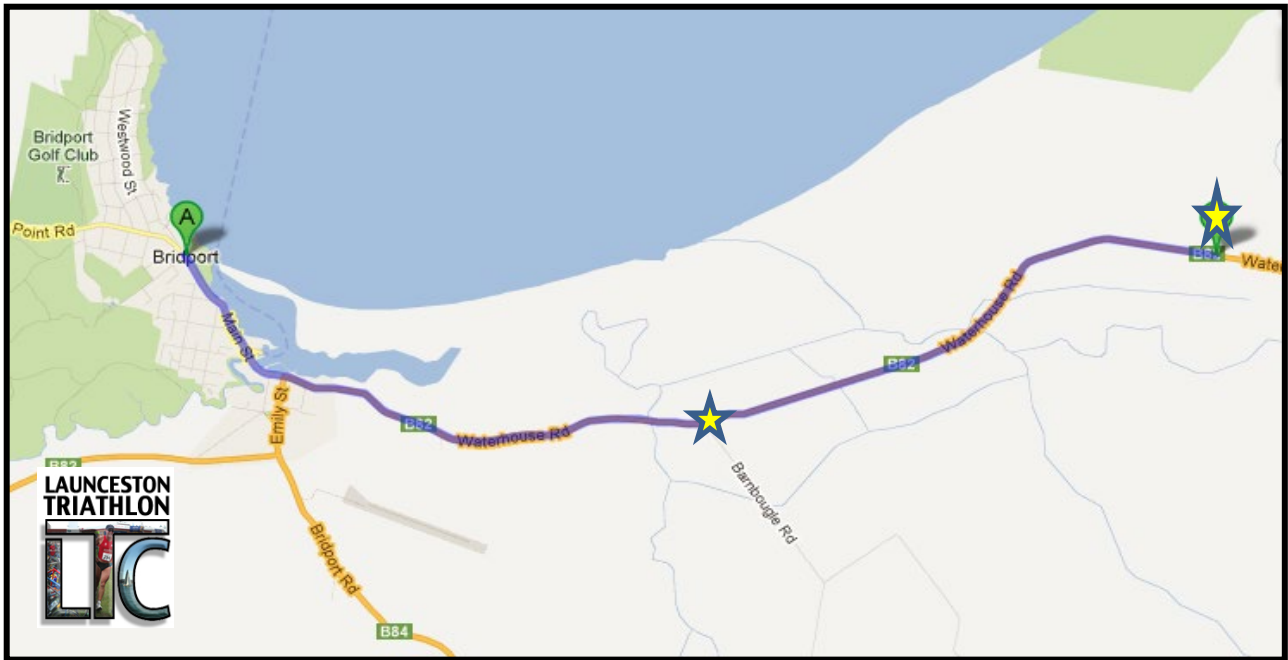 Westwood St
Bridport
Golf Club
A
Point Rd
Bridport
Main St
Emily St
B82
Waterhouse Rd
Barnbougle Rd
B82
Waterhouse Rd
B82
Bridport Rd
B84
LAUNCESTON
TRIATHLON
LTC